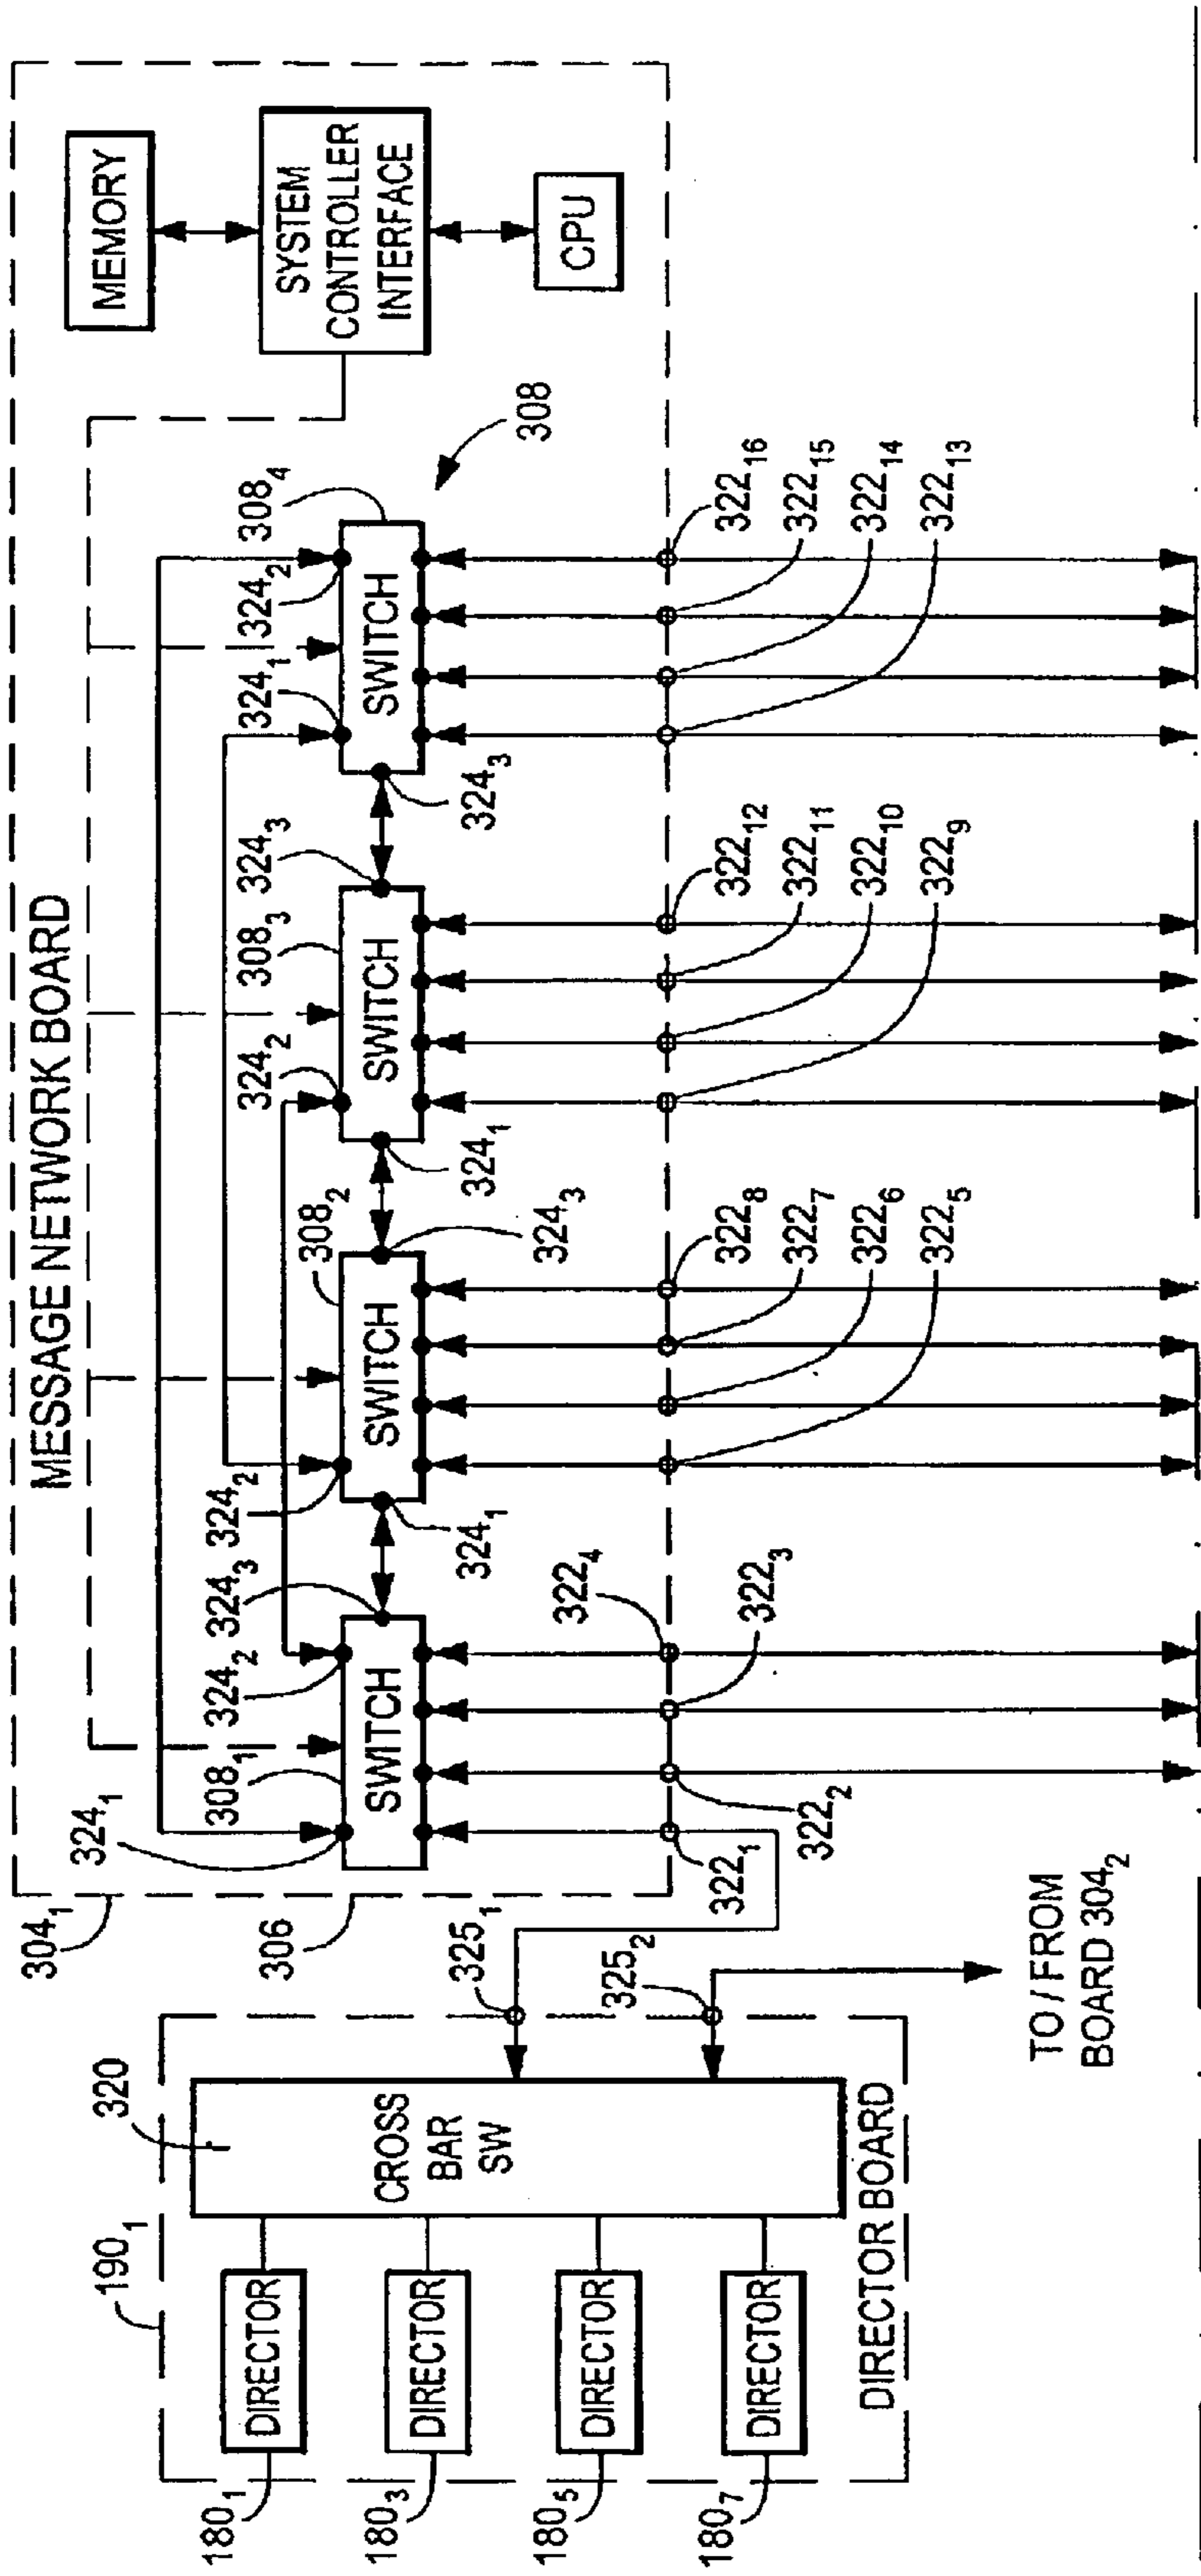 MESSAGE NETWORK BOARD
MEMORY
SYSTEM
CONTROLLER
INTERFACE
CPU
304₁
306
324₁
308₁
324₂
324₃
324₂
308₂
324₂
308₃
324₃
324₁
324₂
308₄
308
SWITCH
SWITCH
SWITCH
SWITCH
324₁
324₃
324₁
324₃
322₁
322₂
322₃
322₄
322₅
322₆
322₇
322₈
322₉
322₁₀
322₁₁
322₁₂
322₁₃
322₁₄
322₁₅
322₁₆
190₁
320
325₁
325₂
CROSS
BAR
SW
180₁
DIRECTOR
180₃
DIRECTOR
180₅
DIRECTOR
180₇
DIRECTOR
DIRECTOR BOARD
TO / FROM
BOARD 304₂